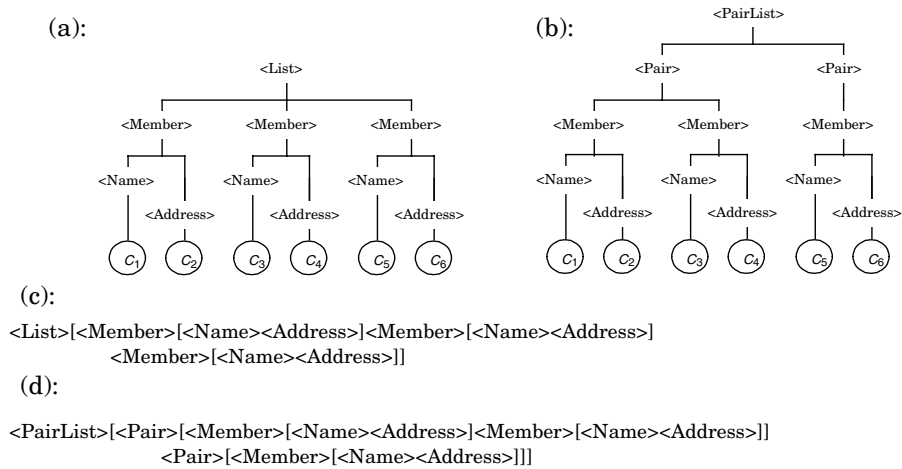 (a):
(b):
<PairList>
<List>
<Pair> <Pair>
<Member> <Member> <Member>
<Member> <Member> <Member>
<Name> <Name> <Name>
<Name> <Name> <Name>
<Address> <Address> <Address>
<Address> <Address> <Address>
C1 C2 C3 C4 C5 C6
C1 C2 C3 C4 C5 C6
(c):
<List>[<Member>[<Name><Address>]<Member>[<Name><Address>]
<Member>[<Name><Address>]]
(d):
<PairList>[<Pair>[<Member>[<Name><Address>]<Member>[<Name><Address>]]
<Pair>[<Member>[<Name><Address>]]]